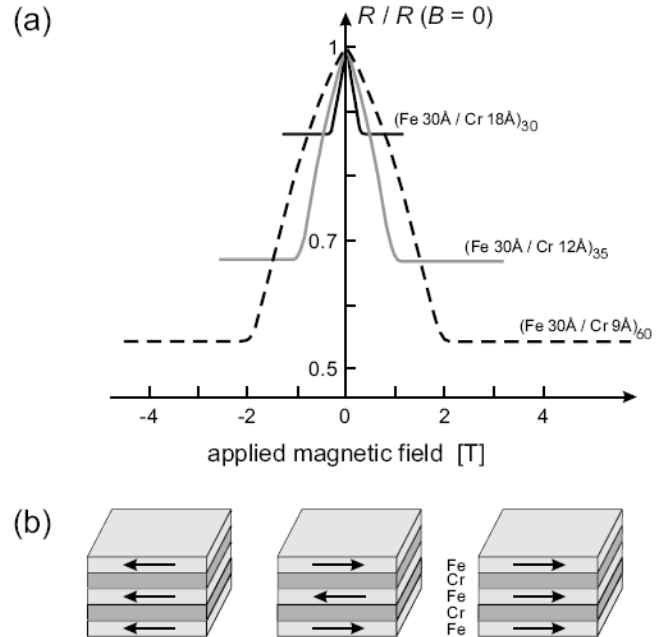 (a)
R / R (B = 0)
1
(Fe 30Å / Cr 18Å)30
0.7
(Fe 30Å / Cr 12Å)35
(Fe 30Å / Cr 9Å)60
0.5
-4 -2 0 2 4
applied magnetic field [T]
(b)
Fe
Cr
Fe
Cr
Fe